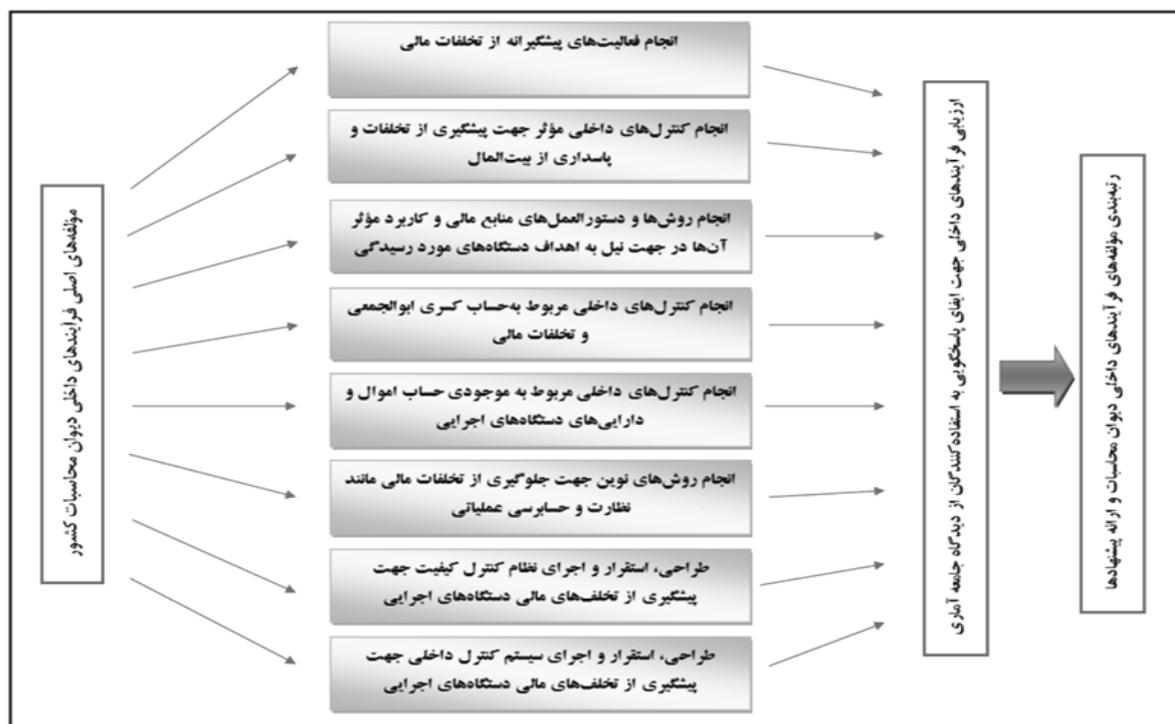 مؤلفه‌های اصلی فرآیندهای داخلی دیوان محاسبات کشور
انجام فعالیت‌های پیشگیرانه از تخلفات مالی
انجام کنترل‌های داخلی مؤثر جهت پیشگیری از تخلفات و
پاسداری از بیت‌المال
انجام روش‌ها و دستورالعمل‌های منابع مالی و کاربرد مؤثر
آن‌ها در جهت نیل به اهداف دستگاه‌های مورد رسیدگی
انجام کنترل‌های داخلی مربوط به‌حساب کسری ابوالجمعی
و تخلفات مالی
انجام کنترل‌های داخلی مربوط به موجودی حساب اموال و
دارایی‌های دستگاه‌های اجرایی
انجام روش‌های نوین جهت جلوگیری از تخلفات مالی مانند
نظارت و حسابرسی عملیاتی
طراحی، استقرار و اجرای نظام کنترل کیفیت جهت
پیشگیری از تخلف‌های مالی دستگاه‌های اجرایی
طراحی، استقرار و اجرای سیستم کنترل داخلی جهت
پیشگیری از تخلف‌های مالی دستگاه‌های اجرایی
ارزیابی فرآیندهای داخلی جهت ایفای پاسخگویی به استفاده‌کنندگان از دیدگاه جامعه آماری
رتبه‌بندی مؤلفه‌های فرآیندهای داخلی دیوان محاسبات و ارائه پیشنهادها